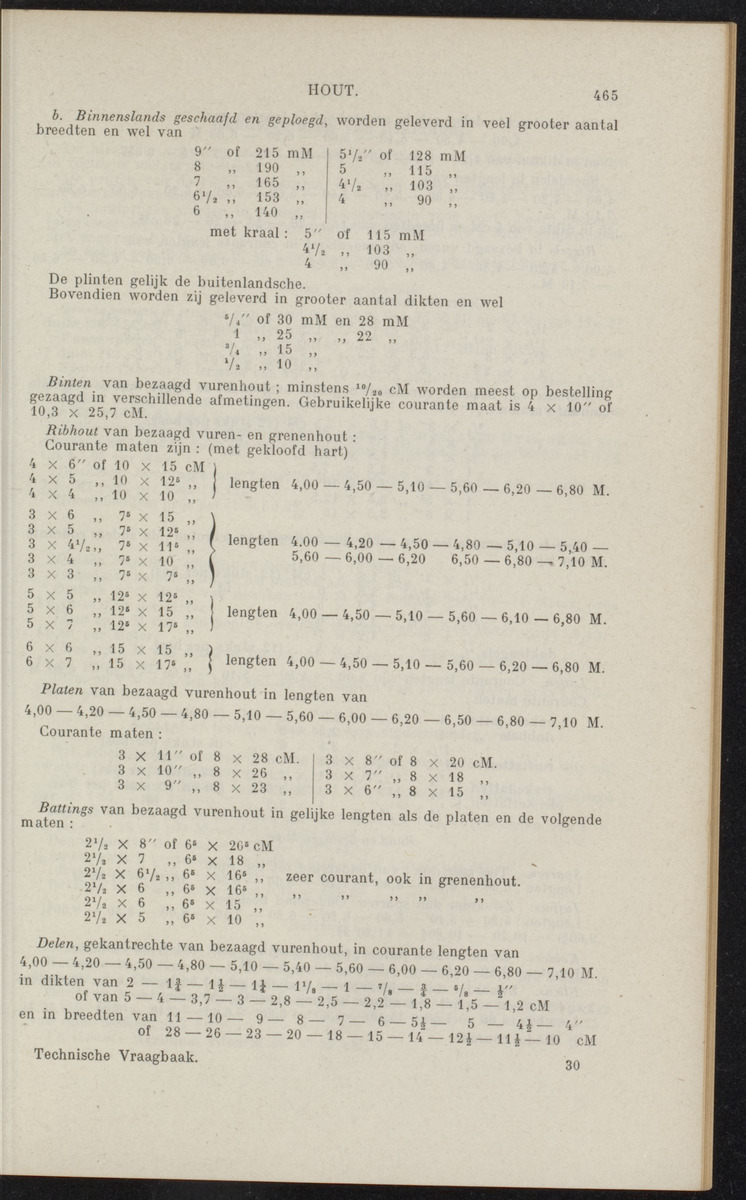 HOUT.
465
b. Binnenslands geschaafd en geploegd, worden geleverd in veel grooter aantal
breedten en wel van
9″ of 215 mM | 5¹/₂″ of 128 mM
8 „ 190 „ | 5 „ 115 „
7 „ 165 „ | 4¹/₂ „ 103 „
6¹/₂ „ 153 „ | 4 „ 90 „
6 „ 140 „
met kraal : 5″ of 115 mM
4¹/₂ „ 103 „
4 „ 90 „
De plinten gelijk de buitenlandsche.
Bovendien worden zij geleverd in grooter aantal dikten en wel
⁵/₄″ of 30 mM en 28 mM
1 „ 25 „ „ 22 „
³/₄ „ 15 „
¹/₂ „ 10 „
Binten van bezaagd vurenhout ; minstens ¹⁰/₂₀ cM worden meest op bestelling
gezaagd in verschillende afmetingen. Gebruikelijke courante maat is 4 × 10″ of
10,3 × 25,7 cM.
Ribhout van bezaagd vuren- en grenenhout :
Courante maten zijn : (met gekloofd hart)
4 × 6″ of 10 × 15 cM
4 × 5 „ 10 × 12⁵ „ } lengten 4,00 — 4,50 — 5,10 — 5,60 — 6,20 — 6,80 M.
4 × 4 „ 10 × 10 „
3 × 6 „ 7⁵ × 15 „
3 × 5 „ 7⁵ × 12⁵ „
3 × 4¹/₂ „ 7⁵ × 11⁵ „ { lengten 4.00 — 4,20 — 4,50 — 4,80 — 5,10 — 5,40 —
3 × 4 „ 7⁵ × 10 „ 5,60 — 6,00 — 6,20 6,50 — 6,80 — 7,10 M.
3 × 3 „ 7⁵ × 7⁵ „
5 × 5 „ 12⁵ × 12⁵ „
5 × 6 „ 12⁵ × 15 „ } lengten 4,00 — 4,50 — 5,10 — 5,60 — 6,10 — 6,80 M.
5 × 7 „ 12⁵ × 17⁵ „
6 × 6 „ 15 × 15 „
6 × 7 „ 15 × 17⁵ „ } lengten 4,00 — 4,50 — 5,10 — 5,60 — 6,20 — 6,80 M.
Platen van bezaagd vurenhout in lengten van
4,00 — 4,20 — 4,50 — 4,80 — 5,10 — 5,60 — 6,00 — 6,20 — 6,50 — 6,80 — 7,10 M.
Courante maten :
3 × 11″ of 8 × 28 cM. | 3 × 8″ of 8 × 20 cM.
3 × 10″ „ 8 × 26 „ | 3 × 7″ „ 8 × 18 „
3 × 9″ „ 8 × 23 „ | 3 × 6″ „ 8 × 15 „
Battings van bezaagd vurenhout in gelijke lengten als de platen en de volgende
maten :
2¹/₂ × 8″ of 6⁵ × 20⁵ cM
2¹/₂ × 7 „ 6⁵ × 18 „
2¹/₂ × 6¹/₂ „ 6⁵ × 16⁵ „ zeer courant, ook in grenenhout.
2¹/₂ × 6 „ 6⁵ × 16⁵ „ „ „ „ „ „
2¹/₂ × 6 „ 6⁵ × 15 „
2¹/₂ × 5 „ 6⁵ × 10 „
Delen, gekantrechte van bezaagd vurenhout, in courante lengten van
4,00 — 4,20 — 4,50 — 4,80 — 5,10 — 5,40 — 5,60 — 6,00 — 6,20 — 6,80 — 7,10 M.
in dikten van 2 — 1¾ — 1½ — 1¼ — 1¹/₈ — 1 — ⁷/₈ — ¾ — ⁵/₈ — ½″
of van 5 — 4 — 3,7 — 3 — 2,8 — 2,5 — 2,2 — 1,8 — 1,5 — 1,2 cM
en in breedten van 11 — 10 — 9 — 8 — 7 — 6 — 5½ — 5 — 4½ — 4″
of 28 — 26 — 23 — 20 — 18 — 15 — 14 — 12½ — 11½ — 10 cM
Technische Vraagbaak.
30